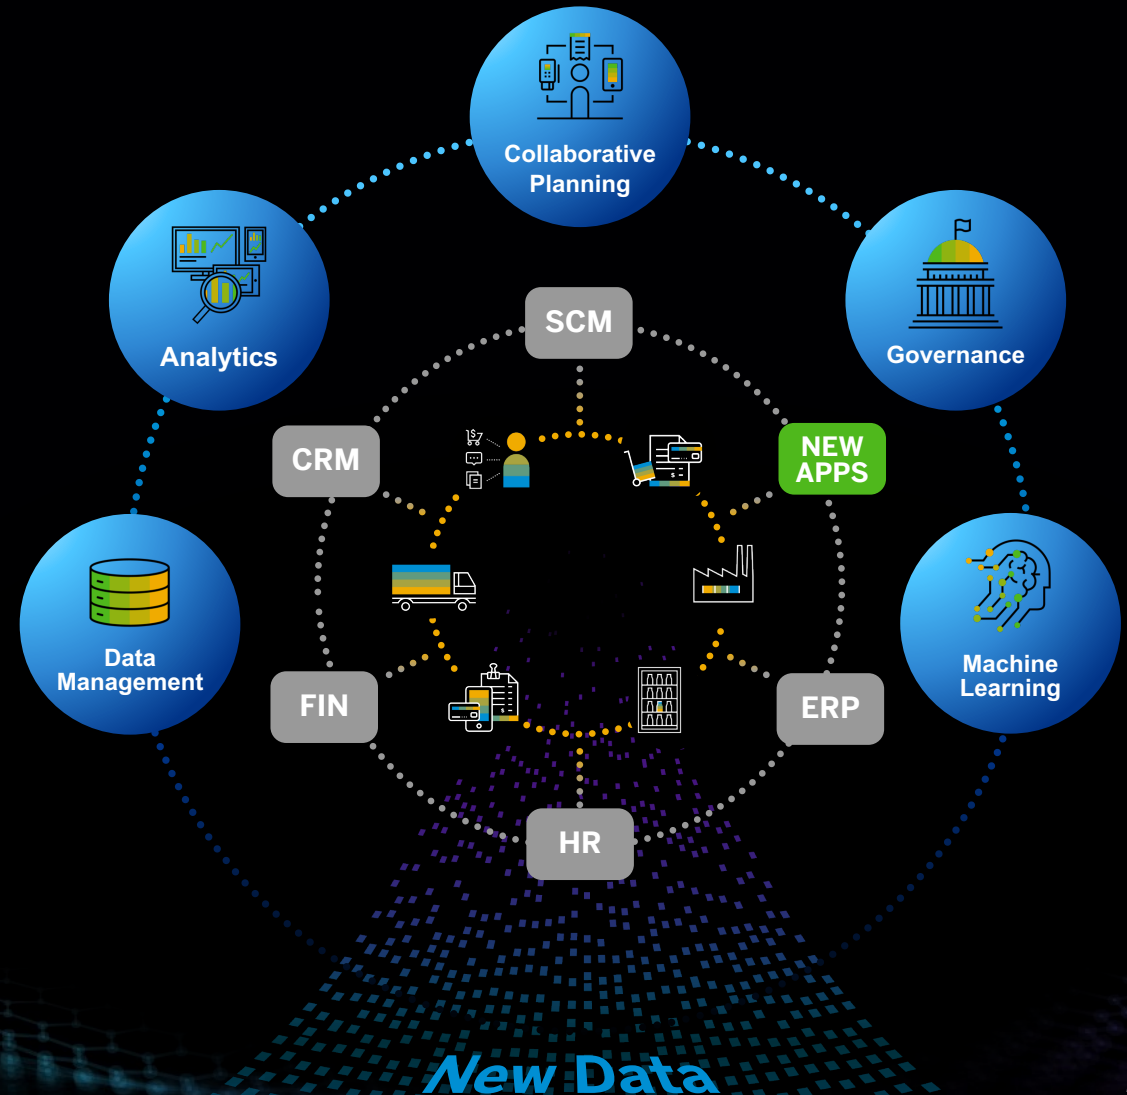 Collaborative
Planning
Analytics
Governance
SCM
CRM
NEW
APPS
Data
Management
Machine
Learning
FIN
ERP
HR
New Data